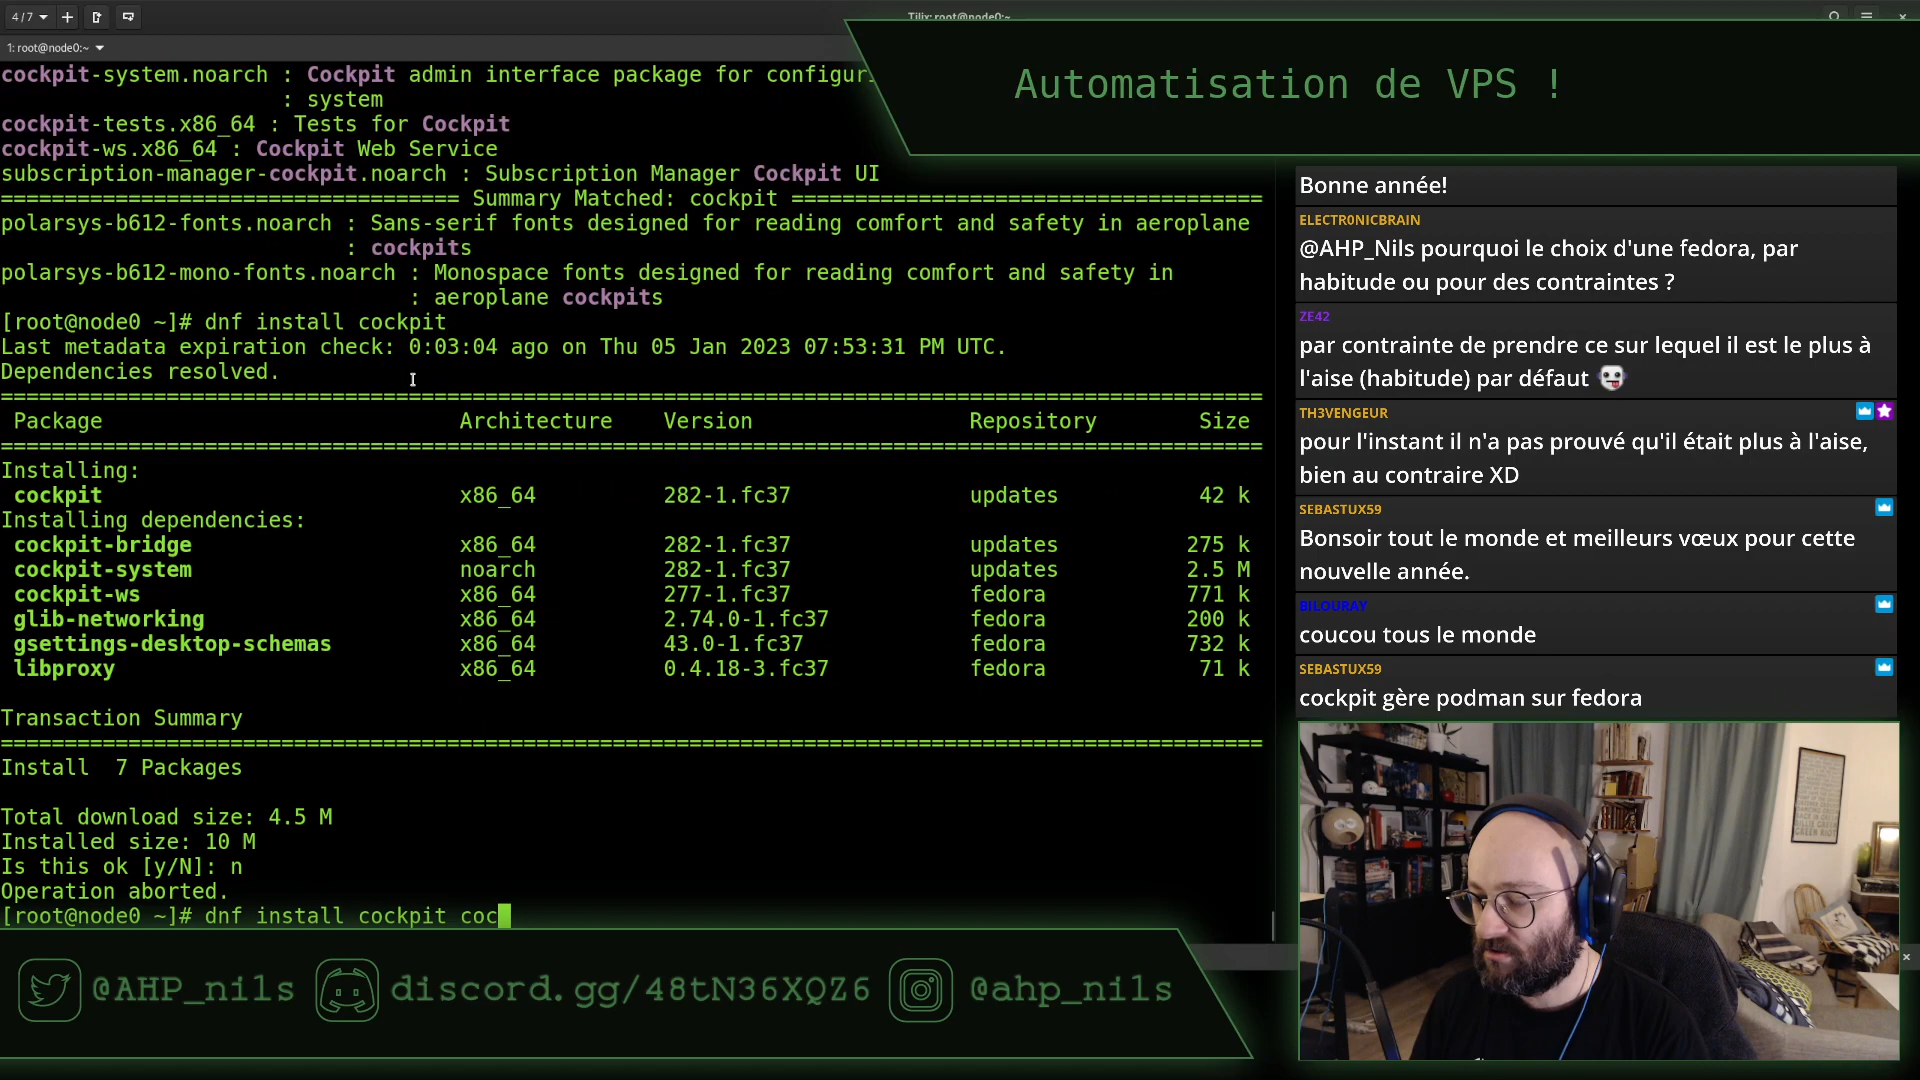 4 / 7
Tilix: root@node0:~
1: root@node0:~
cockpit-system.noarch : Cockpit admin interface package for configur
: system
cockpit-tests.x86_64 : Tests for Cockpit
cockpit-ws.x86_64 : Cockpit Web Service
subscription-manager-cockpit.noarch : Subscription Manager Cockpit UI
==================================== Summary Matched: cockpit =====================================
polarsys-b612-fonts.noarch : Sans-serif fonts designed for reading comfort and safety in aeroplane
: cockpits
polarsys-b612-mono-fonts.noarch : Monospace fonts designed for reading comfort and safety in
: aeroplane cockpits
[root@node0 ~]# dnf install cockpit
Last metadata expiration check: 0:03:04 ago on Thu 05 Jan 2023 07:53:31 PM UTC.
Dependencies resolved.
===================================================================================================
Package Architecture Version Repository Size
===================================================================================================
Installing:
cockpit x86_64 282-1.fc37 updates 42 k
Installing dependencies:
cockpit-bridge x86_64 282-1.fc37 updates 275 k
cockpit-system noarch 282-1.fc37 updates 2.5 M
cockpit-ws x86_64 277-1.fc37 fedora 771 k
glib-networking x86_64 2.74.0-1.fc37 fedora 200 k
gsettings-desktop-schemas x86_64 43.0-1.fc37 fedora 732 k
libproxy x86_64 0.4.18-3.fc37 fedora 71 k
Transaction Summary
===================================================================================================
Install  7 Packages
Total download size: 4.5 M
Installed size: 10 M
Is this ok [y/N]: n
Operation aborted.
[root@node0 ~]# dnf install cockpit coc
Automatisation de VPS !
Bonne année!
ELECTR0NICBRAIN
@AHP_Nils pourquoi le choix d'une fedora, par
habitude ou pour des contraintes ?
ZE42
par contrainte de prendre ce sur lequel il est le plus à
l'aise (habitude) par défaut
TH3VENGEUR
pour l'instant il n'a pas prouvé qu'il était plus à l'aise,
bien au contraire XD
SEBASTUX59
Bonsoir tout le monde et meilleurs vœux pour cette
nouvelle année.
BILOURAY
coucou tous le monde
SEBASTUX59
cockpit gère podman sur fedora
@AHP_nils
discord.gg/48tN36XQZ6
@ahp_nils